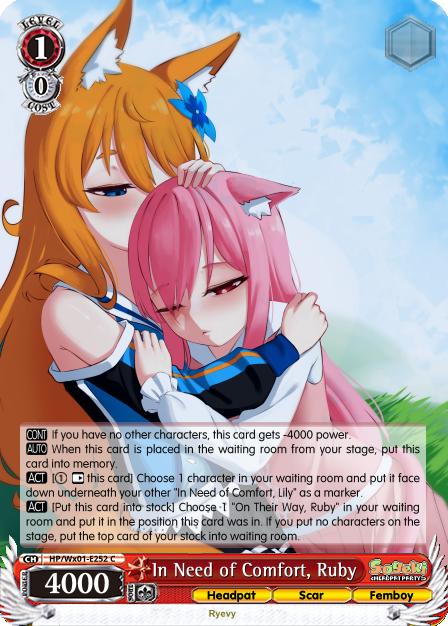 LEVEL
1
0
COST
CONT If you have no other characters, this card gets -4000 power.
AUTO When this card is placed in the waiting room from your stage, put this
card into memory.
ACT [① this card] Choose 1 character in your waiting room and put it face
down underneath your other "In Need of Comfort, Lily" as a marker.
ACT [Put this card into stock] Choose 1 "On Their Way, Ruby" in your waiting
room and put it in the position this card was in. If you put no characters on the
stage, put the top card of your stock into waiting room.
CH HP/Wx01-E252 C
POWER
4000
SOUL
In Need of Comfort, Ruby
Sayori
HEADPAT PARTY
Headpat
Scar
Femboy
Ryevy